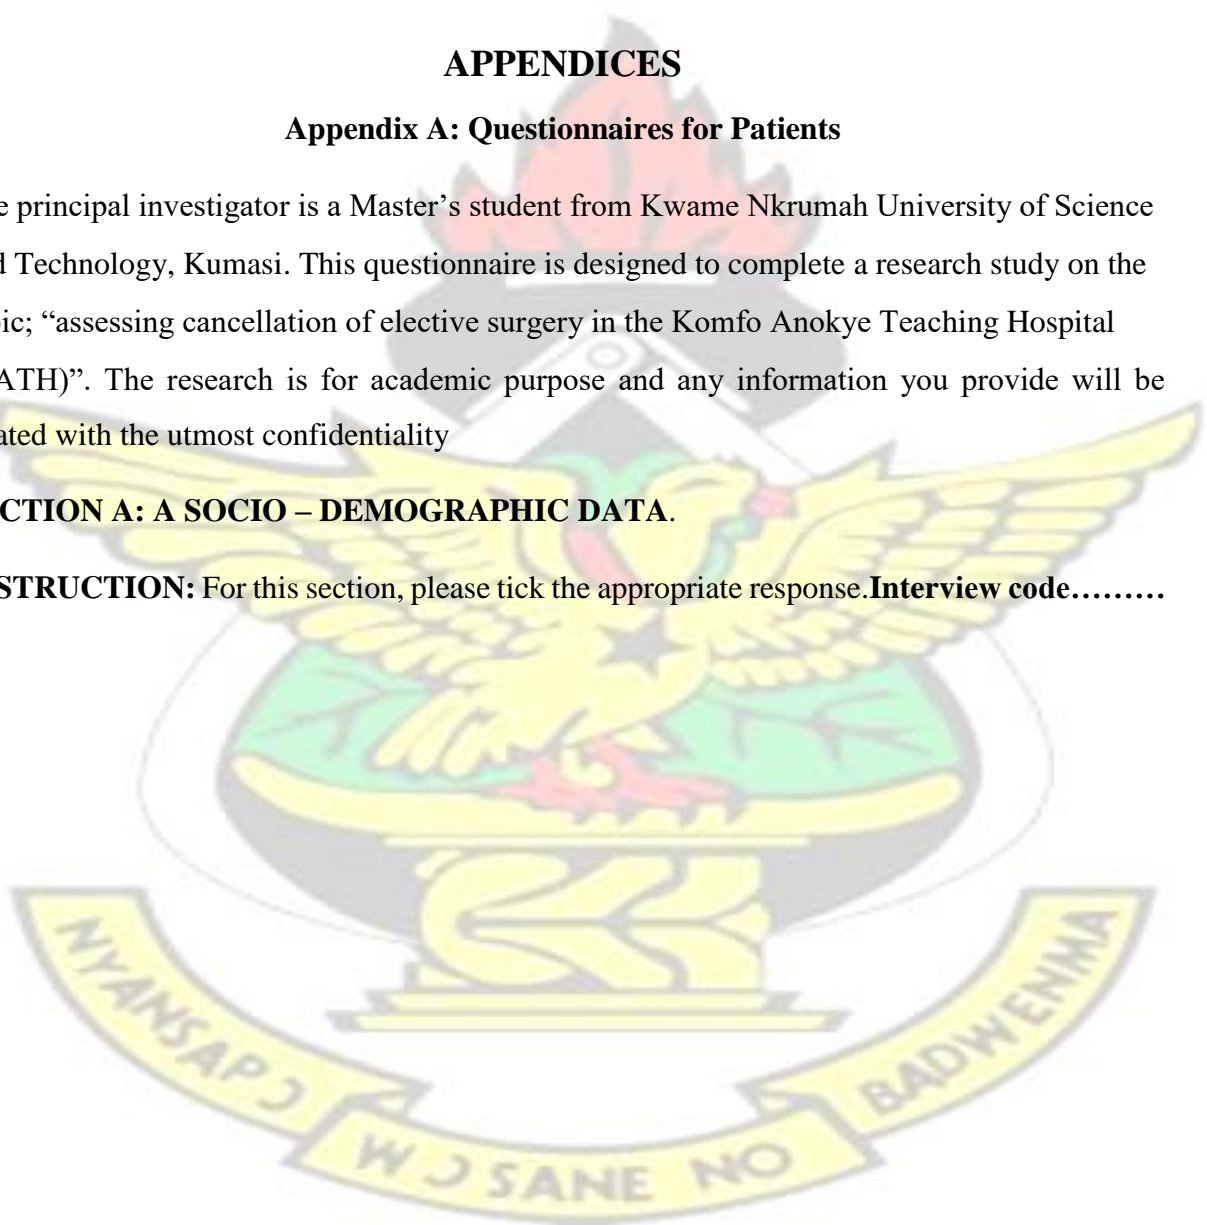 APPENDICES
Appendix A: Questionnaires for Patients
e principal investigator is a Master’s student from Kwame Nkrumah University of Science
d Technology, Kumasi. This questionnaire is designed to complete a research study on the
ic; “assessing cancellation of elective surgery in the Komfo Anokye Teaching Hospital
ATH)”. The research is for academic purpose and any information you provide will be
ated with the utmost confidentiality
CTION A: A SOCIO – DEMOGRAPHIC DATA.
STRUCTION: For this section, please tick the appropriate response.Interview code………
NYANSAPƆ
WƆSANE NO
BADWENMA